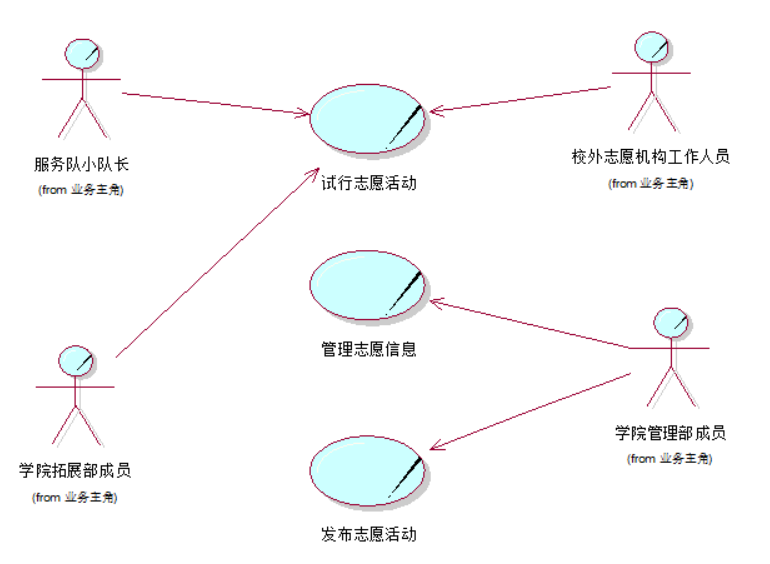 服务队小队长
(from 业务主角)
校外志愿机构工作人员
(from 业务主角)
试行志愿活动
管理志愿信息
学院管理部成员
(from 业务主角)
学院拓展部成员
(from 业务主角)
发布志愿活动